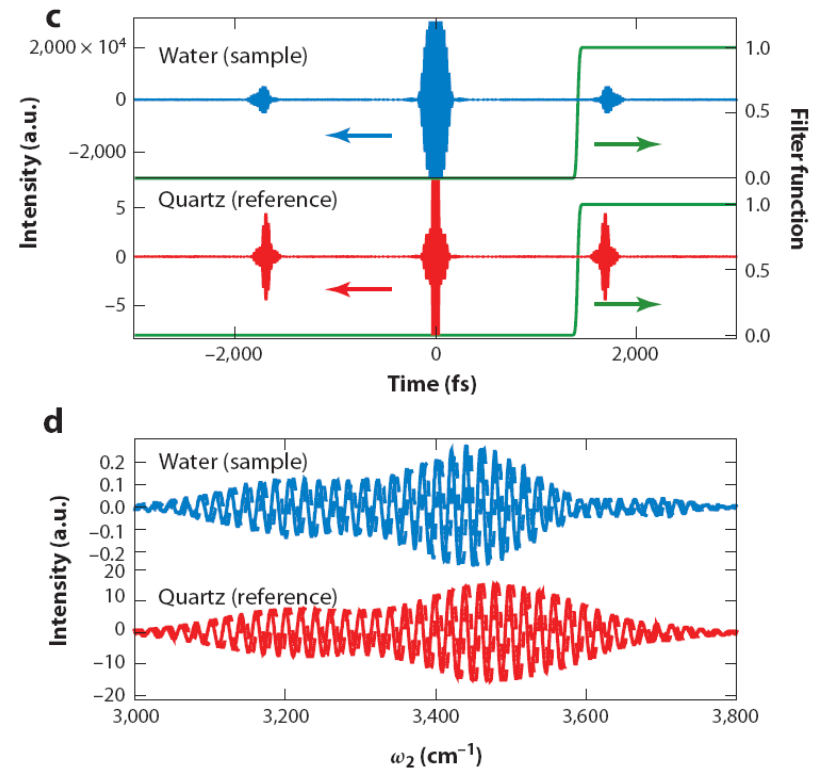 c
2,000 × 10⁴
Water (sample)
0
−2,000
1.0
0.5
0.0
Quartz (reference)
5
0
−5
1.0
0.5
0.0
−2,000
0
2,000
Intensity (a.u.)
Filter function
Time (fs)
d
Water (sample)
0.2
0.1
0.0
−0.1
−0.2
20
Quartz (reference)
10
0
−10
−20
3,000
3,200
3,400
3,600
3,800
Intensity (a.u.)
ω₂ (cm⁻¹)